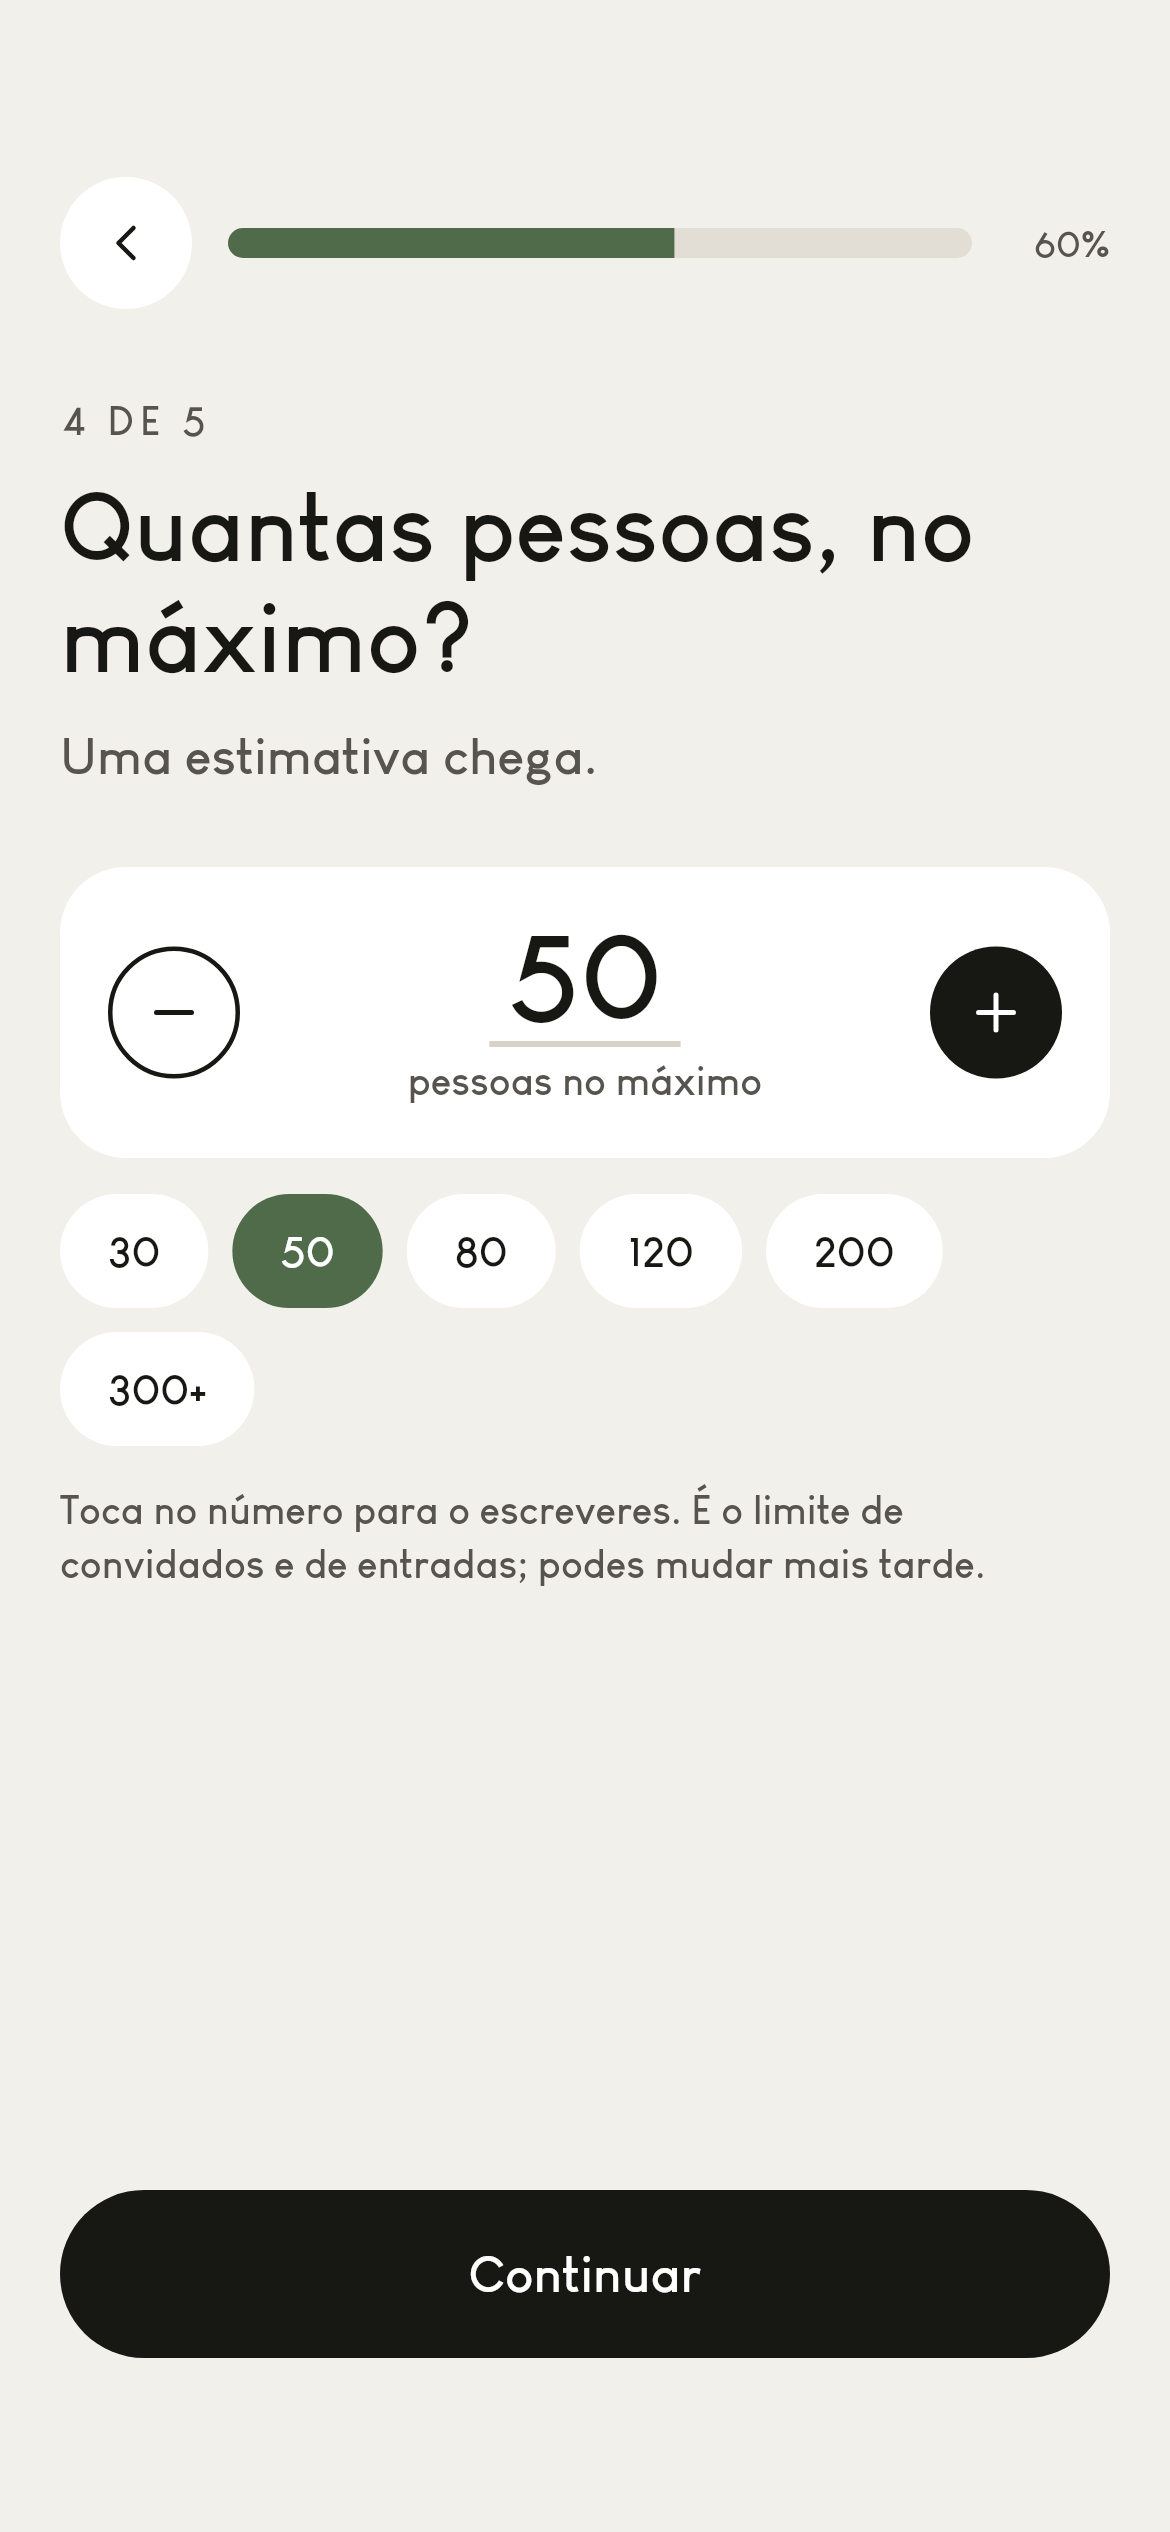 60%
4 DE 5
Quantas pessoas, no
máximo?
Uma estimativa chega.
50
pessoas no máximo
30 50 80 120 200
300+
Toca no número para o escreveres. É o limite de
convidados e de entradas; podes mudar mais tarde.
Continuar